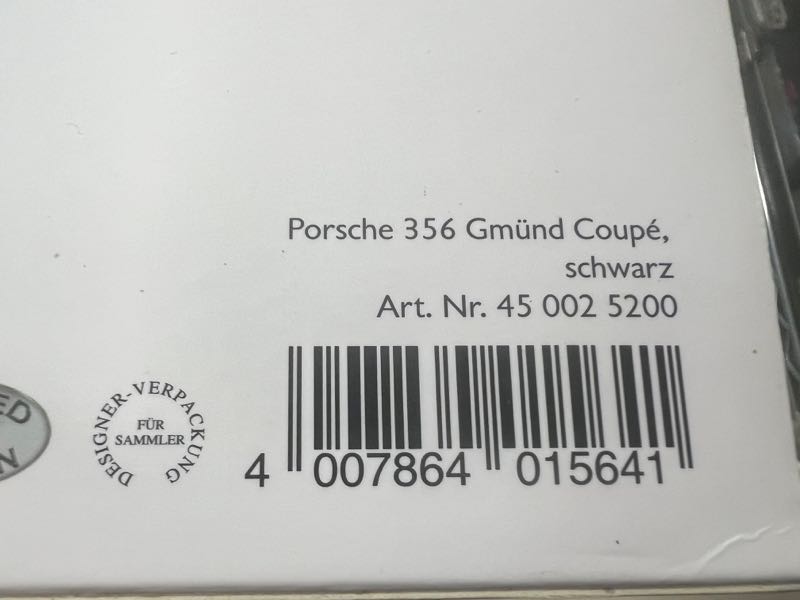 Porsche 356 Gmünd Coupé,
schwarz
Art. Nr. 45 002 5200
DESIGNER-VERPACKUNG
FÜR
SAMMLER
4 007864 015641